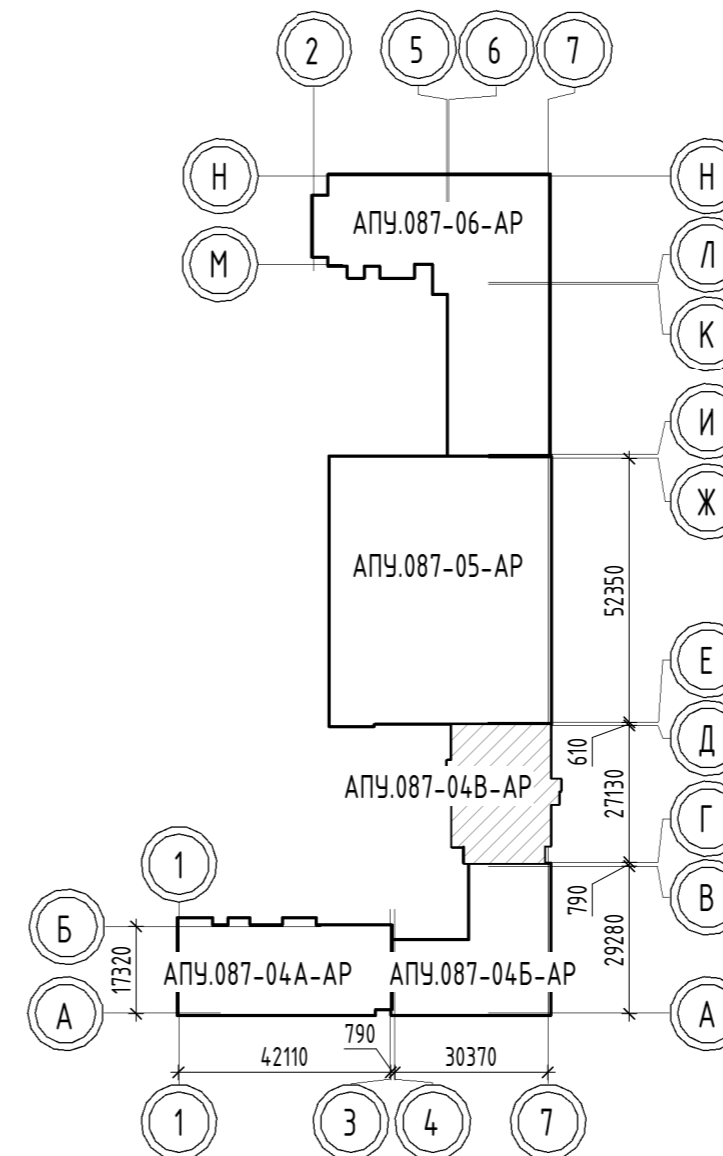 2 5 6 7
Н Н
АПУ.087-06-АР
Л
М
К
И
Ж
АПУ.087-05-АР
52350
Е
Д
610
АПУ.087-04В-АР
27130
Г
1
В
790
Б
29280
17320
АПУ.087-04А-АР АПУ.087-04Б-АР
А А
790
42110 30370
1 3 4 7